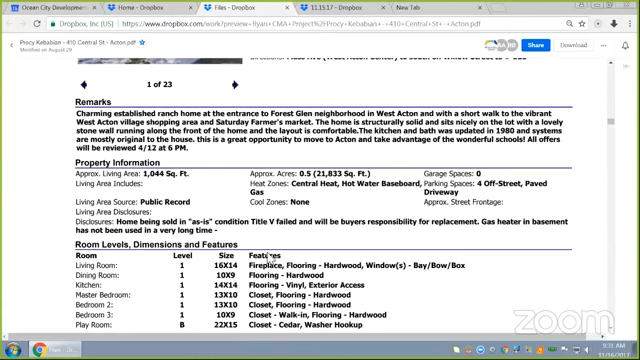 Ocean City Development
Home - Dropbox
Files - Dropbox
11.15.17 - Dropbox
New Tab
Dropbox, Inc [US]
https://www.dropbox.com/work?preview=
CMA
Project
Procy Kebabian - 410 Central St - Acton.pdf
Procy Kebabian - 410 Central St - Acton.pdf
Modified on August 29
AA
Share
Download
1 of 23
Remarks
Charming established ranch home at the entrance to Forest Glen neighborhood in West Acton and with a short walk to the vibrant
West Acton village shopping area and Saturday Farmer's market. The home is structurally solid and sits nicely on the lot with a lovely
stone wall running along the front of the home and the layout is comfortable.The kitchen and bath was updated in 1980 and systems
are mostly original to the house. this is a great opportunity to move to Acton and take advantage of the wonderful schools! All offers
will be reviewed 4/12 at 6 PM.
Property Information
Approx. Living Area: 1,044 Sq. Ft. Approx. Acres: 0.5 (21,833 Sq. Ft.) Garage Spaces: 0
Living Area Includes: Heat Zones: Central Heat, Hot Water Baseboard, Parking Spaces: 4 Off-Street, Paved
Gas Driveway
Living Area Source: Public Record Cool Zones: None Approx. Street Frontage:
Living Area Disclosures:
Disclosures: Home being sold in "as-is" condition Title V failed and will be buyers responsibility for replacement. Gas heater in basement
has not been used in a very long time -
Room Levels, Dimensions and Features
Room Level Size Features
Living Room: 1 16X14 Fireplace, Flooring - Hardwood, Window(s) - Bay/Bow/Box
Dining Room: 1 10X9 Flooring - Hardwood
Kitchen: 1 14X14 Flooring - Vinyl, Exterior Access
Master Bedroom: 1 13X10 Closet, Flooring - Hardwood
Bedroom 2: 1 13X10 Closet, Flooring - Hardwood
Bedroom 3: 1 10X9 Closet - Walk-in, Flooring - Hardwood
Play Room: B 22X15 Closet - Cedar, Washer Hookup
zoom
Files - Dropbox
9:31 AM
11/16/2017